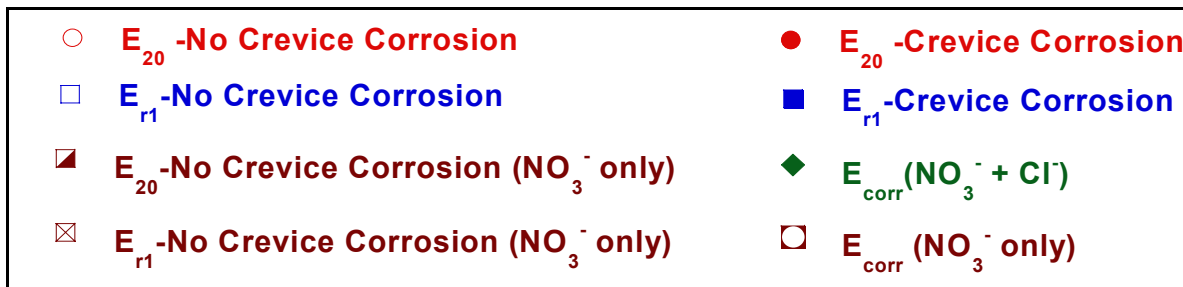 E20 -No Crevice Corrosion
E20 -Crevice Corrosion
Er1-No Crevice Corrosion
Er1-Crevice Corrosion
E20-No Crevice Corrosion (NO3- only)
Ecorr(NO3- + Cl-)
Er1-No Crevice Corrosion (NO3- only)
Ecorr (NO3- only)